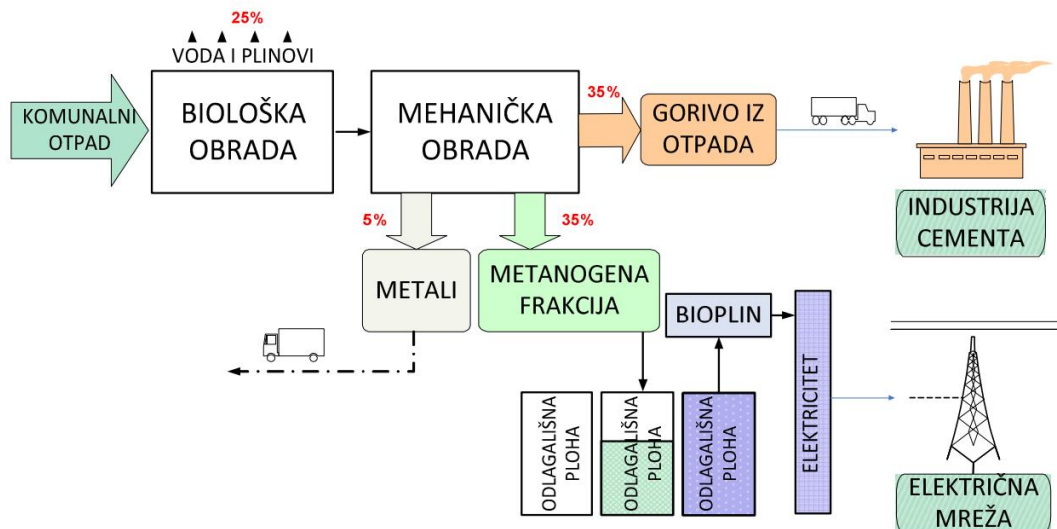 25%
VODA I PLINOVI
KOMUNALNI
OTPAD
BIOLOŠKA
OBRADA
MEHANIČKA
OBRADA
35%
GORIVO IZ
OTPADA
INDUSTRIJA
CEMENTA
5%
35%
METALI
METANOGENA
FRAKCIJA
BIOPLIN
ODLAGALIŠNA
PLOHA
ODLAGALIŠNA
PLOHA
ODLAGALIŠNA
PLOHA
ELEKTRICITET
ELEKTRIČNA
MREŽA